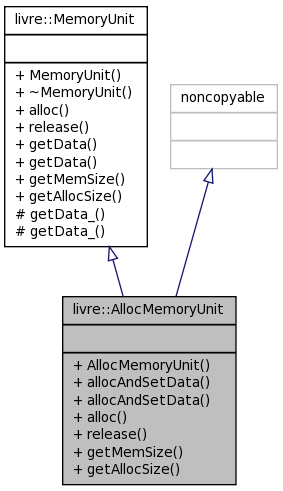 livre::MemoryUnit
+ MemoryUnit()
+ ~MemoryUnit()
+ alloc()
+ release()
+ getData()
+ getData()
+ getMemSize()
+ getAllocSize()
# getData_()
# getData_()
noncopyable
livre::AllocMemoryUnit
+ AllocMemoryUnit()
+ allocAndSetData()
+ allocAndSetData()
+ alloc()
+ release()
+ getMemSize()
+ getAllocSize()